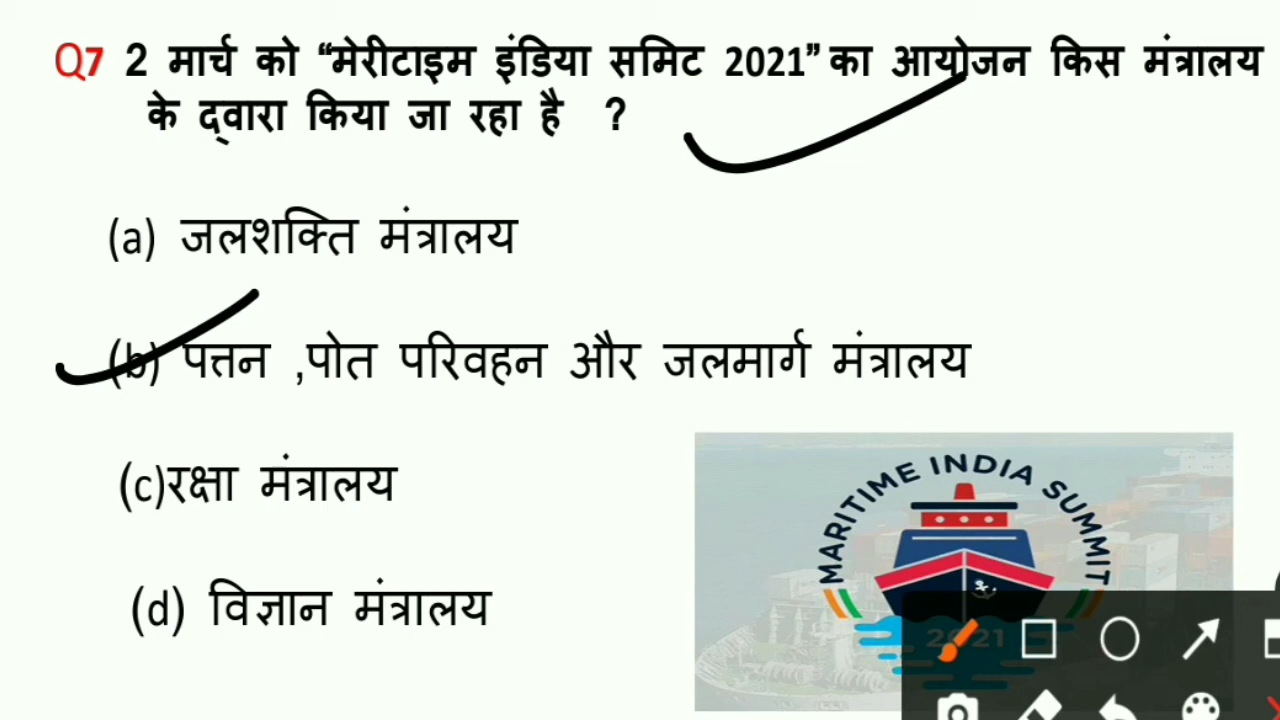 Q7 2 मार्च को “मेरीटाइम इंडिया समिट 2021” का आयोजन किस मंत्रालय
के द्वारा किया जा रहा है ?
(a) जलशक्ति मंत्रालय
(b) पत्तन ,पोत परिवहन और जलमार्ग मंत्रालय
(c)रक्षा मंत्रालय
(d) विज्ञान मंत्रालय
MARITIME INDIA SUMMIT
2021